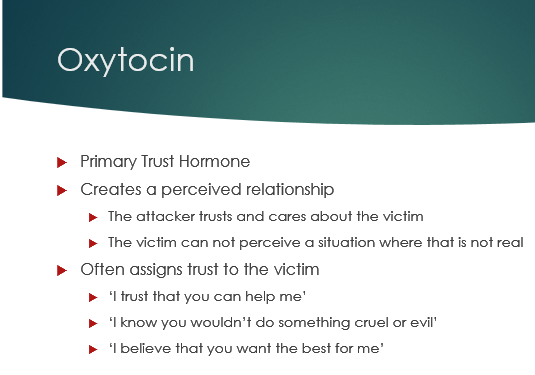 Oxytocin
Primary Trust Hormone
Creates a perceived relationship
The attacker trusts and cares about the victim
The victim can not perceive a situation where that is not real
Often assigns trust to the victim
‘I trust that you can help me’
‘I know you wouldn’t do something cruel or evil’
‘I believe that you want the best for me’